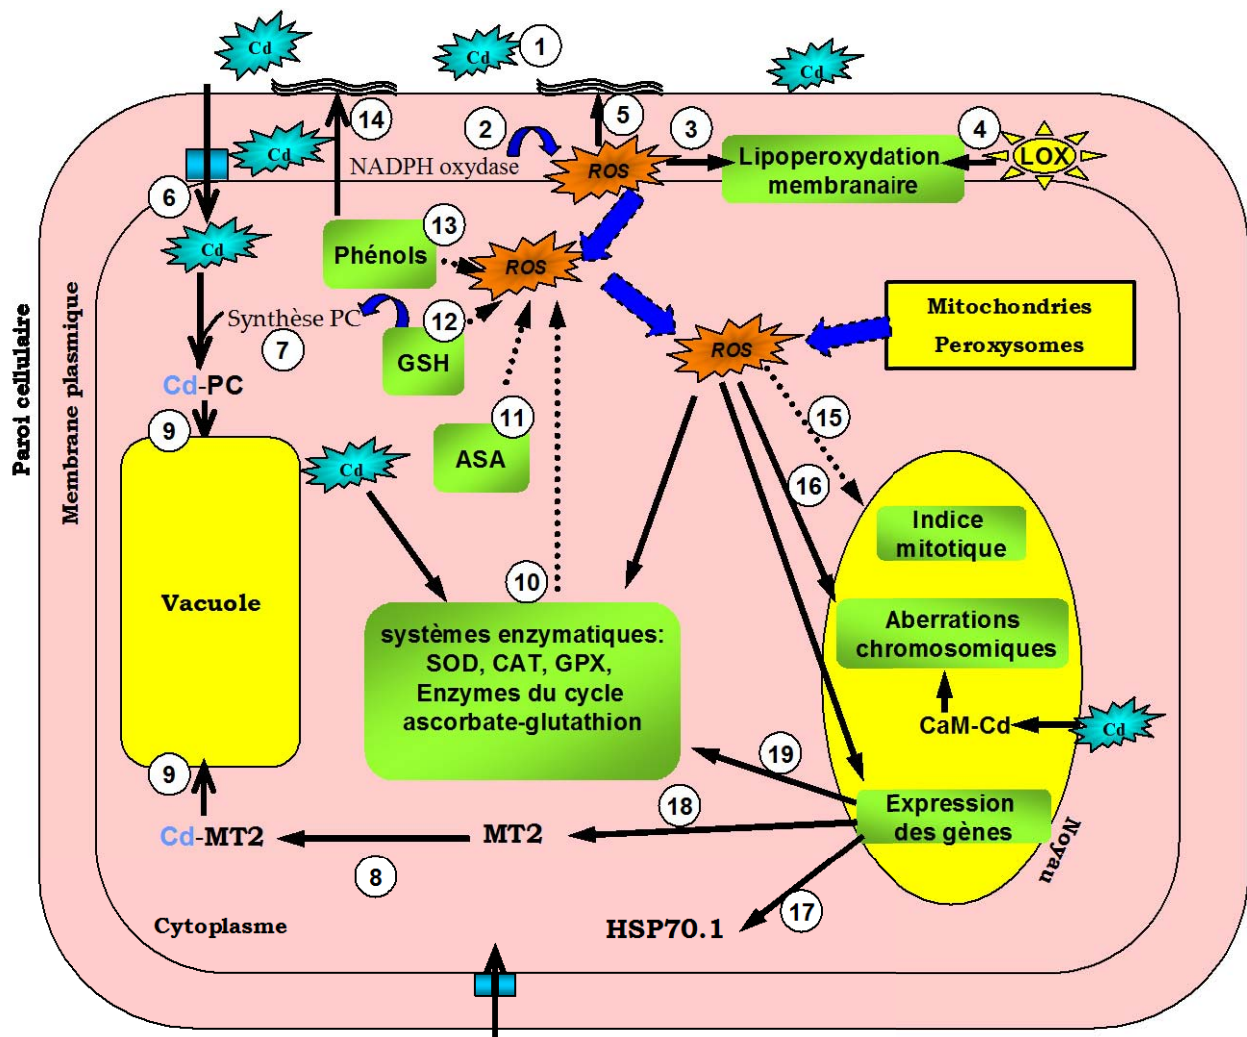 Cd
1
Cd
Cd
14
5
2
3
4
Cd
NADPH oxydase
ROS
Lipoperoxydation
membranaire
LOX
6
13
Cd
Phénols
ROS
Synthèse PC
12
7
GSH
ROS
Mitochondries
Peroxysomes
Cd-PC
9
11
15
ASA
Cd
16
Indice
mitotique
10
Vacuole
systèmes enzymatiques:
SOD, CAT, GPX,
Enzymes du cycle
ascorbate-glutathion
Aberrations
chromosomiques
CaM-Cd
Cd
9
19
Expression
des gènes
18
Cd-MT2
MT2
8
Noyau
17
HSP70.1
Cytoplasme
Paroi cellulaire
Membrane plasmique